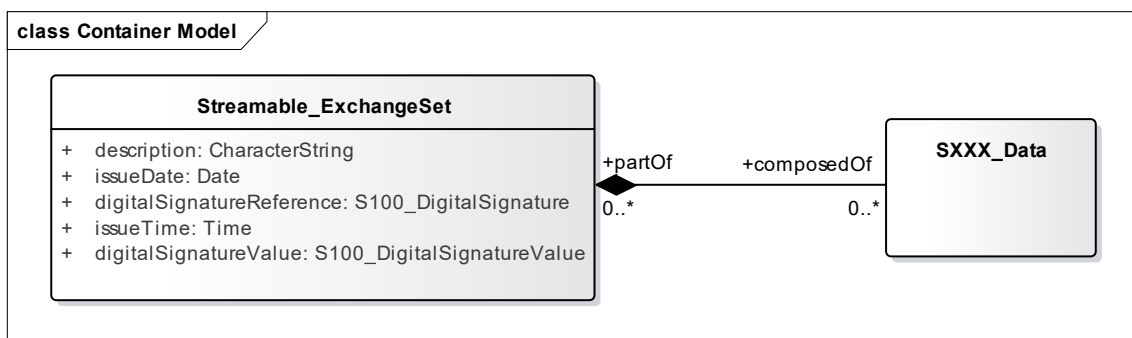 class Container Model
Streamable_ExchangeSet
+ description: CharacterString
+ issueDate: Date
+ digitalSignatureReference: S100_DigitalSignature
+ issueTime: Time
+ digitalSignatureValue: S100_DigitalSignatureValue
+partOf
+composedOf
0..*
0..*
SXXX_Data